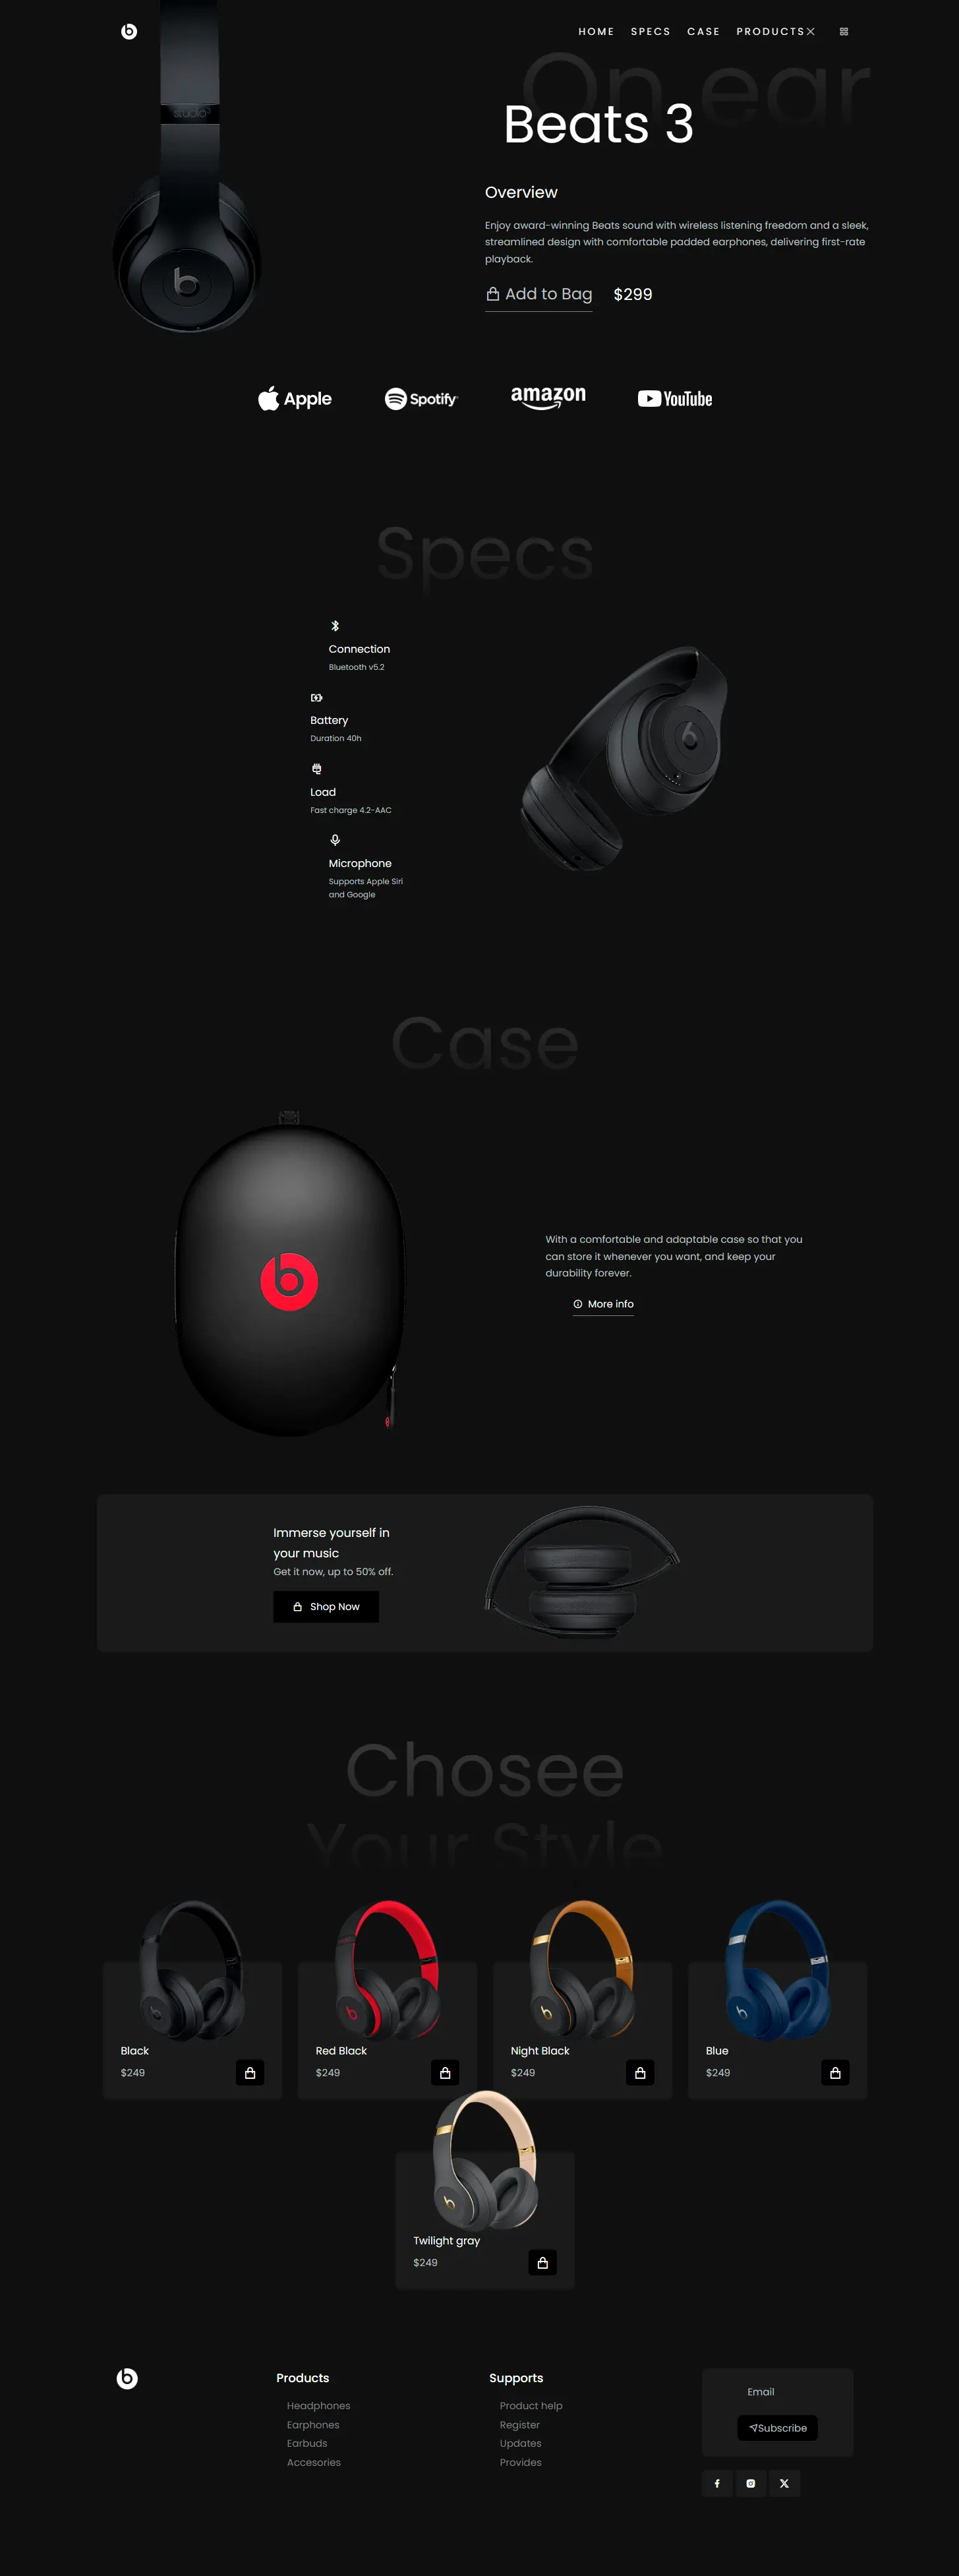 HOME SPECS CASE PRODUCTS
On ear
studio3
Beats 3
Overview
Enjoy award-winning Beats sound with wireless listening freedom and a sleek,
streamlined design with comfortable padded earphones, delivering first-rate
playback.
Add to Bag $299
Apple Spotify amazon YouTube
Specs
Connection
Bluetooth v5.2
Battery
Duration 40h
Load
Fast charge 4.2-AAC
Microphone
Supports Apple Siri
and Google
Case
With a comfortable and adaptable case so that you
can store it whenever you want, and keep your
durability forever.
More info
Immerse yourself in
your music
Get it now, up to 50% off.
Shop Now
Chosee
Your Style
Black
$249
Red Black
$249
Night Black
$249
Blue
$249
Twilight gray
$249
Products
Headphones
Earphones
Earbuds
Accesories
Supports
Product help
Register
Updates
Provides
Email
Subscribe